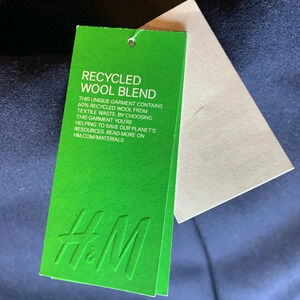 RECYCLED
WOOL BLEND
THIS UNIQUE GARMENT CONTAINS
60% RECYCLED WOOL FROM
TEXTILE WASTE. BY CHOOSING
THIS GARMENT YOU'RE
HELPING TO SAVE OUR PLANET'S
RESOURCES. READ MORE ON
HM.COM/MATERIALS
H&M